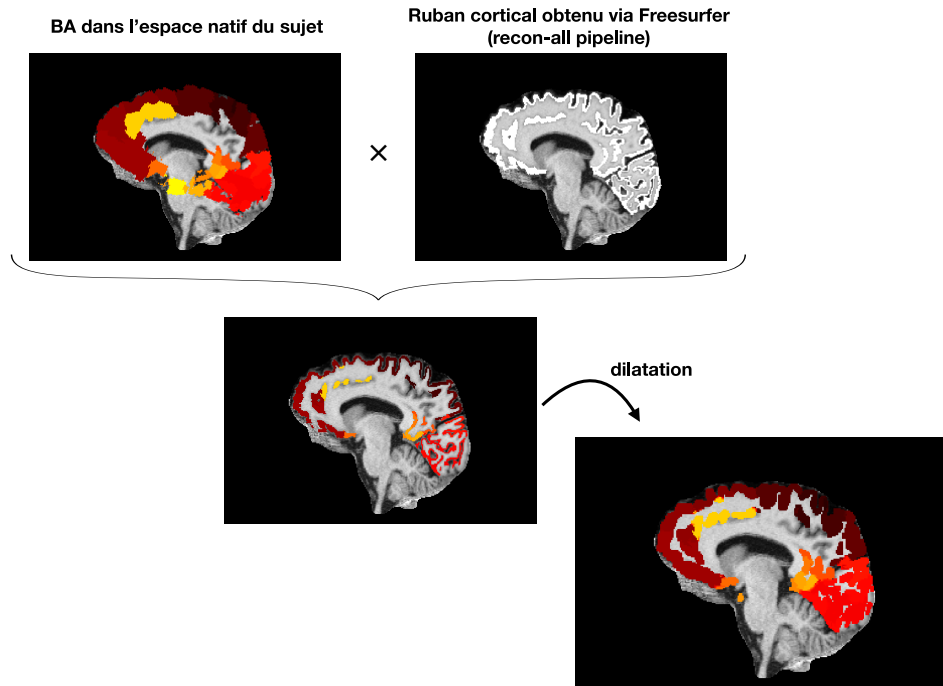 BA dans l'espace natif du sujet
Ruban cortical obtenu via Freesurfer
(recon-all pipeline)
×
dilatation